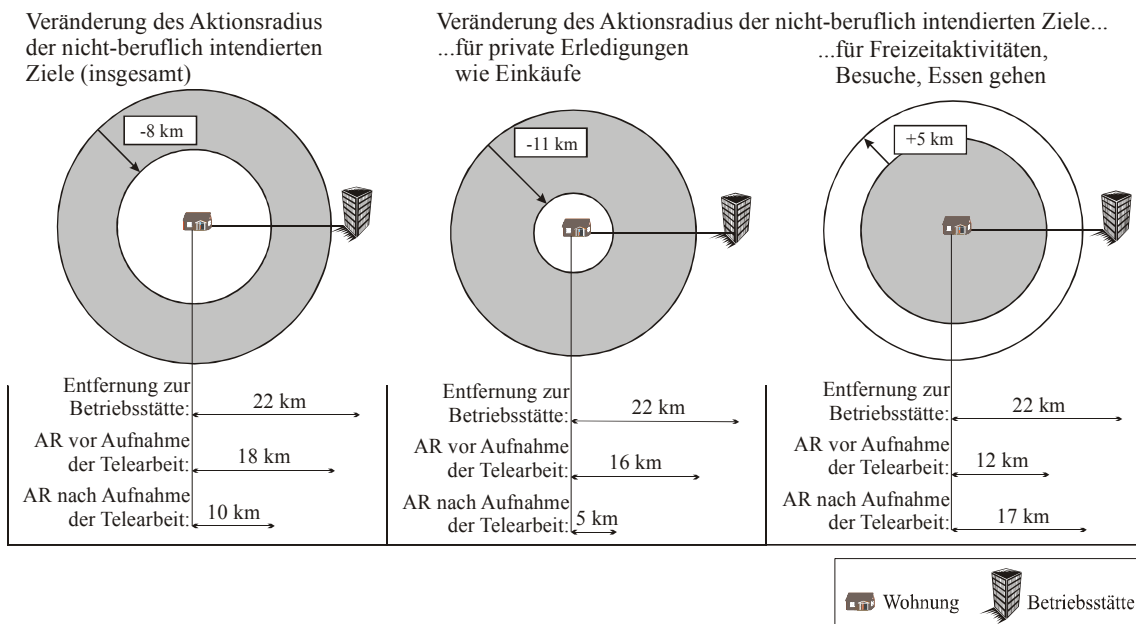 Veränderung des Aktionsradius
der nicht-beruflich intendierten
Ziele (insgesamt)
-8 km
Entfernung zur
Betriebsstätte:
22 km
AR vor Aufnahme
der Telearbeit:
18 km
AR nach Aufnahme
der Telearbeit:
10 km
Veränderung des Aktionsradius der nicht-beruflich intendierten Ziele...
...für private Erledigungen
wie Einkäufe
-11 km
Entfernung zur
Betriebsstätte:
22 km
AR vor Aufnahme
der Telearbeit:
16 km
AR nach Aufnahme
der Telearbeit:
5 km
...für Freizeitaktivitäten,
Besuche, Essen gehen
+5 km
Entfernung zur
Betriebsstätte:
22 km
AR vor Aufnahme
der Telearbeit:
12 km
AR nach Aufnahme
der Telearbeit:
17 km
Wohnung
Betriebsstätte